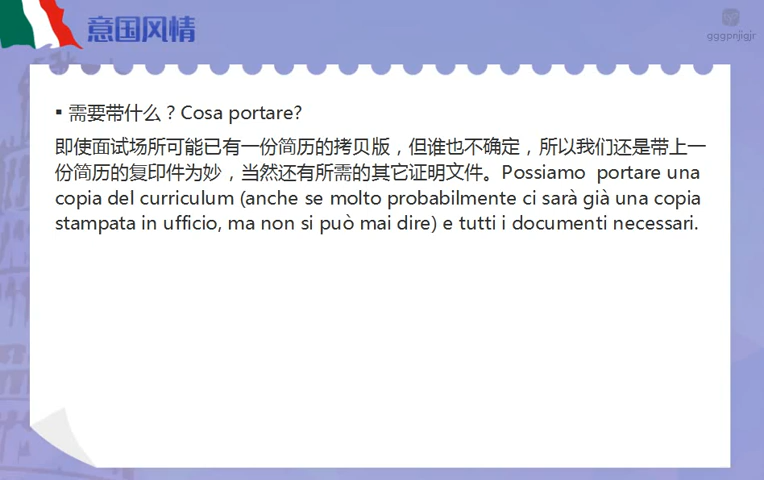 意国风情
gggpnjigjr
▪ 需要带什么？Cosa portare?
即使面试场所可能已有一份简历的拷贝版，但谁也不确定，所以我们还是带上一
份简历的复印件为妙，当然还有所需的其它证明文件。Possiamo portare una
copia del curriculum (anche se molto probabilmente ci sarà già una copia
stampata in ufficio, ma non si può mai dire) e tutti i documenti necessari.